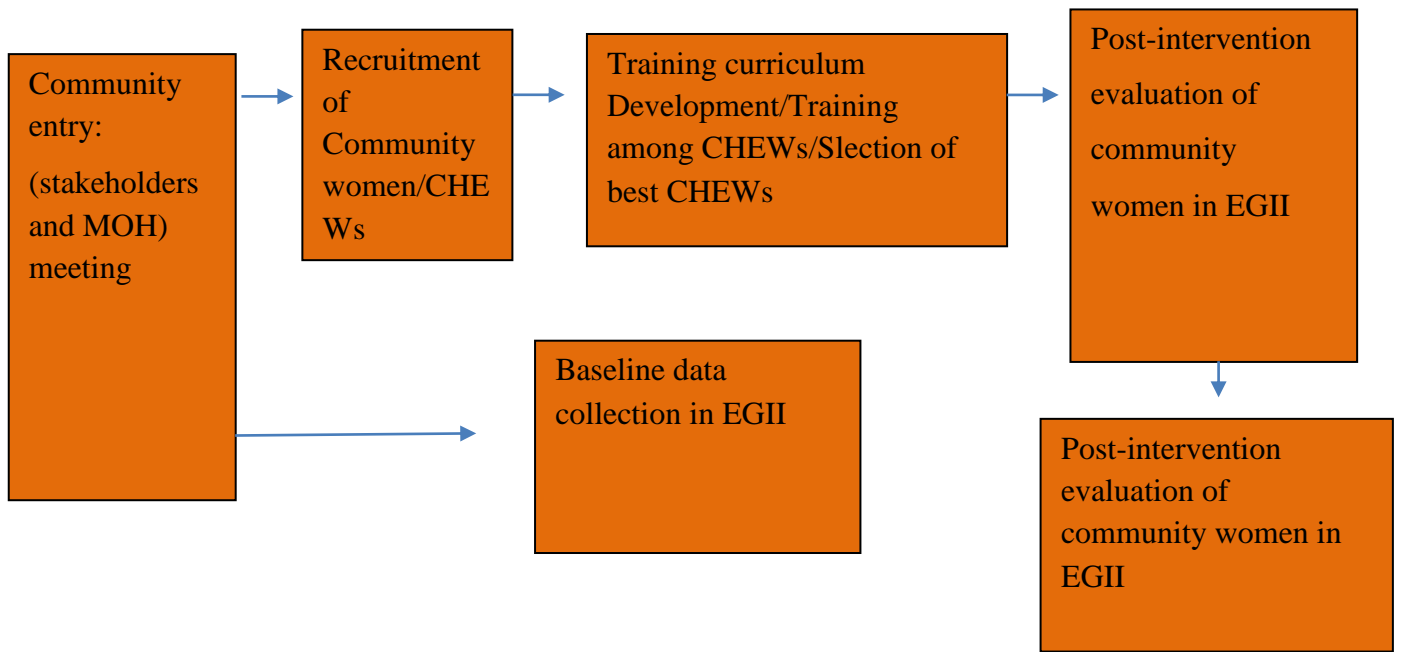 Community
entry:
(stakeholders
and MOH)
meeting
Recruitment
of
Community
women/CHE
Ws
Training curriculum
Development/Training
among CHEWs/Slection of
best CHEWs
Post-intervention
evaluation of
community
women in EGII
Baseline data
collection in EGII
Post-intervention
evaluation of
community women in
EGII